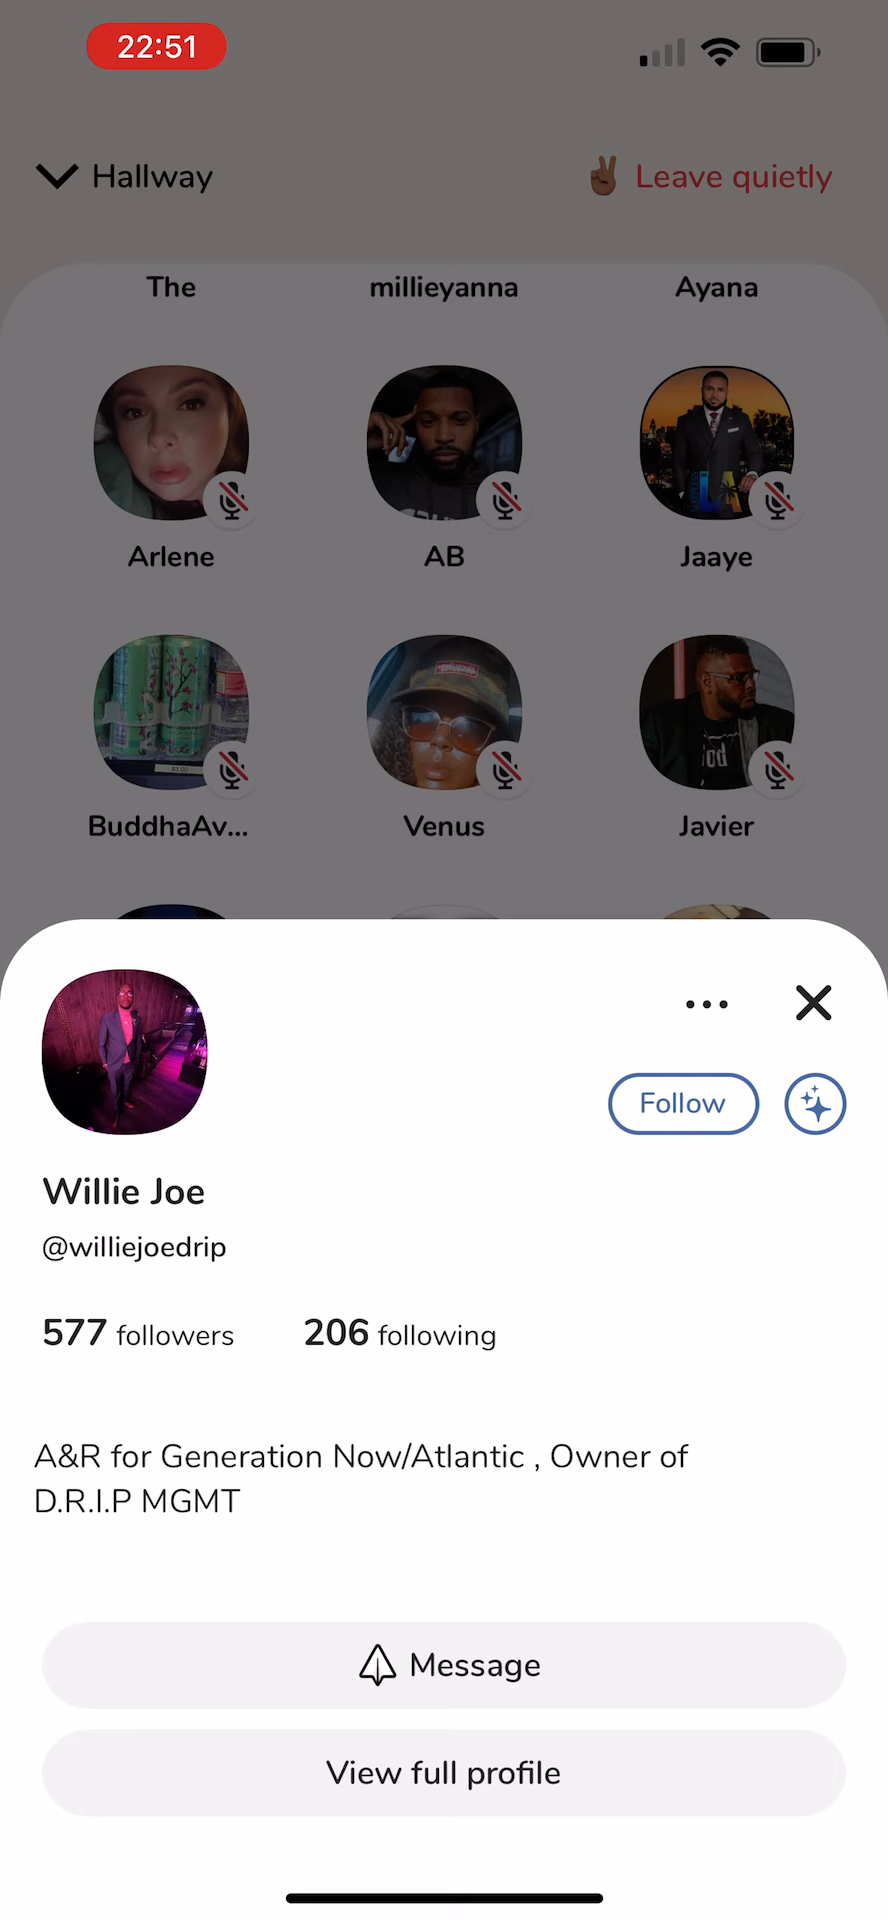 22:51
Hallway
✌🏽 Leave quietly
The millieyanna Ayana
Arlene AB Jaaye
BuddhaAv... Venus Javier
Follow
Willie Joe
@williejoedrip
577 followers 206 following
A&R for Generation Now/Atlantic , Owner of
D.R.I.P MGMT
Message
View full profile